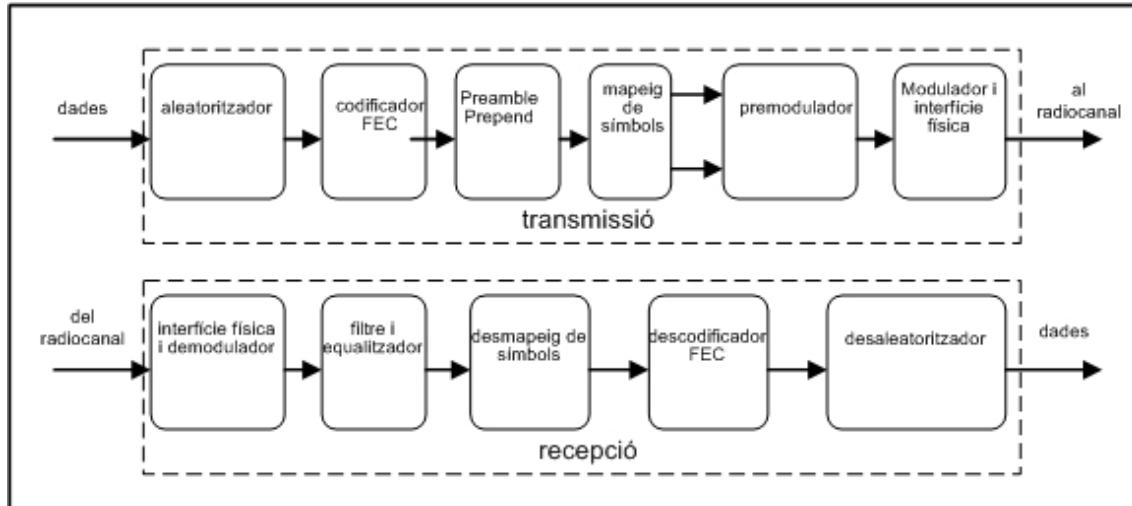 dades
aleatoritzador
codificador
FEC
Preamble
Prepend
mapeig
de
símbols
premodulador
Modulador i
interfície
física
al
radiocanal
transmissió
del
radiocanal
interfície física
i demodulador
filtre i
equalitzador
desmapeig de
símbols
descodificador
FEC
desaleatoritzador
dades
recepció